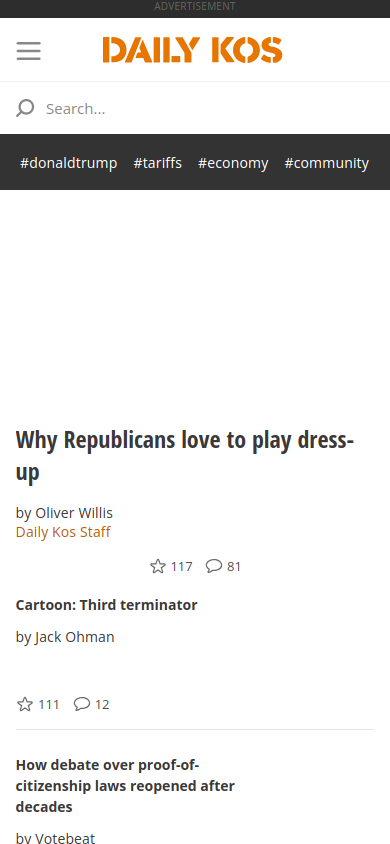 ADVERTISEMENT
DAILY KOS
Search...
#donaldtrump #tariffs #economy #community
Why Republicans love to play dress-
up
by Oliver Willis
Daily Kos Staff
117 81
Cartoon: Third terminator
by Jack Ohman
111 12
How debate over proof-of-
citizenship laws reopened after
decades
by Votebeat